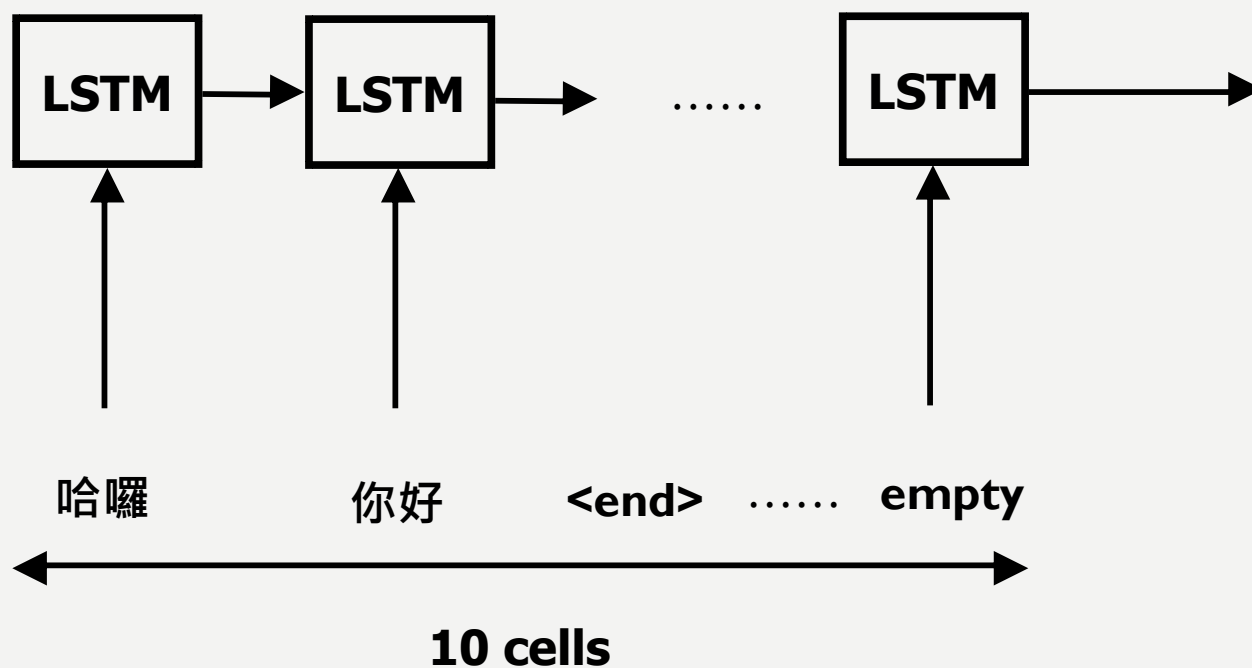 LSTM LSTM ...... LSTM
哈囉 你好 <end> ...... empty
10 cells